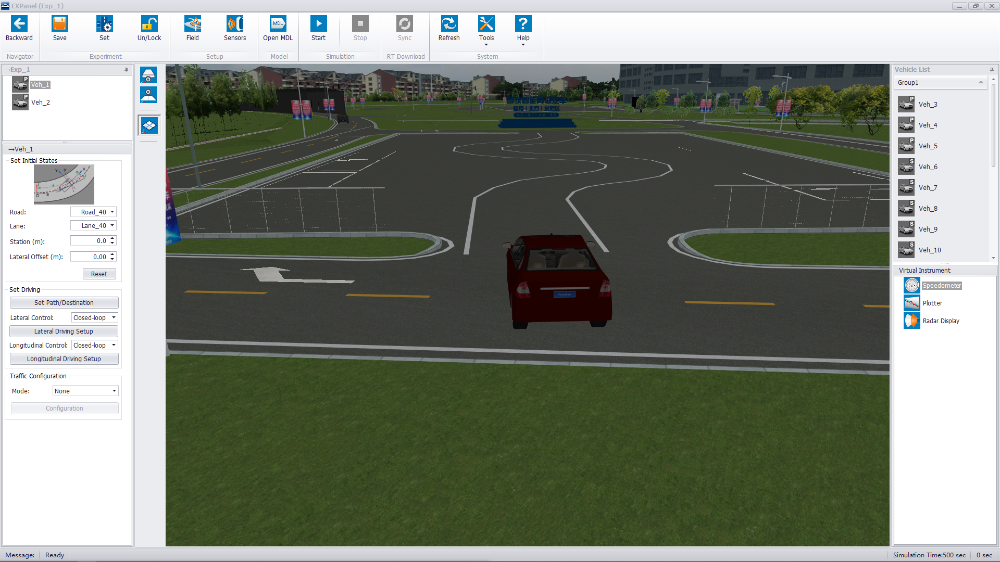 EXPanel (Exp_1)
Backward
Save
Set
Un/Lock
Field
Sensors
MDL
Open MDL
Start
Stop
Sync
Refresh
Tools
Help
Navigator
Experiment
Setup
Model
Simulation
RT Download
System
→Exp_1
P
Veh_1
P
Veh_2
→Veh_1
Set Initial States
Road:
Road_40
Lane:
Lane_40
Station (m):
0.0
Lateral Offset (m):
0.00
Reset
Set Driving
Set Path/Destination
Lateral Control:
Closed-loop
Lateral Driving Setup
Longitudinal Control:
Closed-loop
Longitudinal Driving Setup
Traffic Configuration
Mode:
None
Configuration
Vehicle List
Group1
P
Veh_3
P
Veh_4
P
Veh_5
S
Veh_6
S
Veh_7
S
Veh_8
S
Veh_9
S
Veh_10
Virtual Instrument
Speedometer
Plotter
Radar Display
Message:
Ready
Simulation Time:500 sec
0 sec